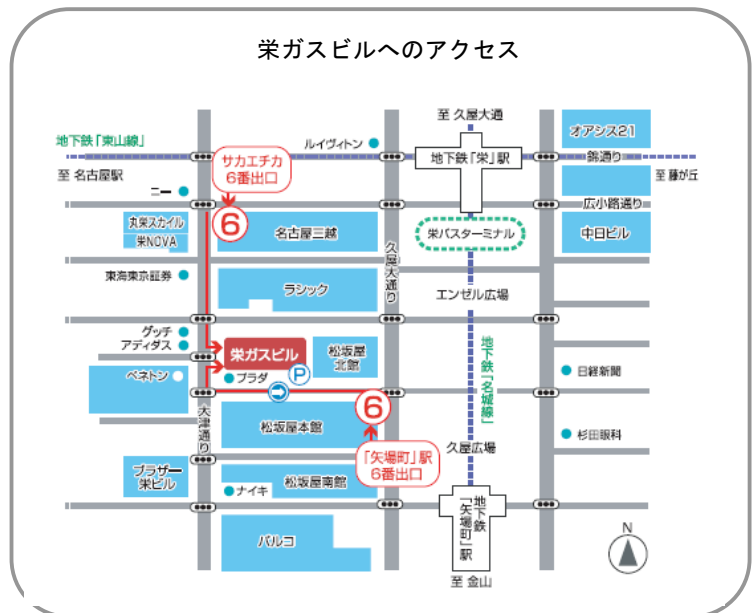 栄ガスビルへのアクセス
至 久屋大通
オアシス21
地下鉄「東山線」
ルイヴィトン
サカエチカ
6番出口
地下鉄「栄」駅
錦通り
至 名古屋駅
至 藤が丘
ニー
広小路通り
丸栄スカイル
栄NOVA
6
名古屋三越
久屋大通り
栄バスターミナル
中日ビル
東海東京証券
ラシック
エンゼル広場
グッチ
アディダス
栄ガスビル
松坂屋
北館
地下鉄「名城線」
ベネトン
プラダ
P
日経新聞
大津通り
6
松坂屋本館
杉田眼科
「矢場町」駅
6番出口
久屋広場
ブラザー
栄ビル
ナイキ
松坂屋南館
地下鉄
「矢場町」駅
パルコ
N
至 金山